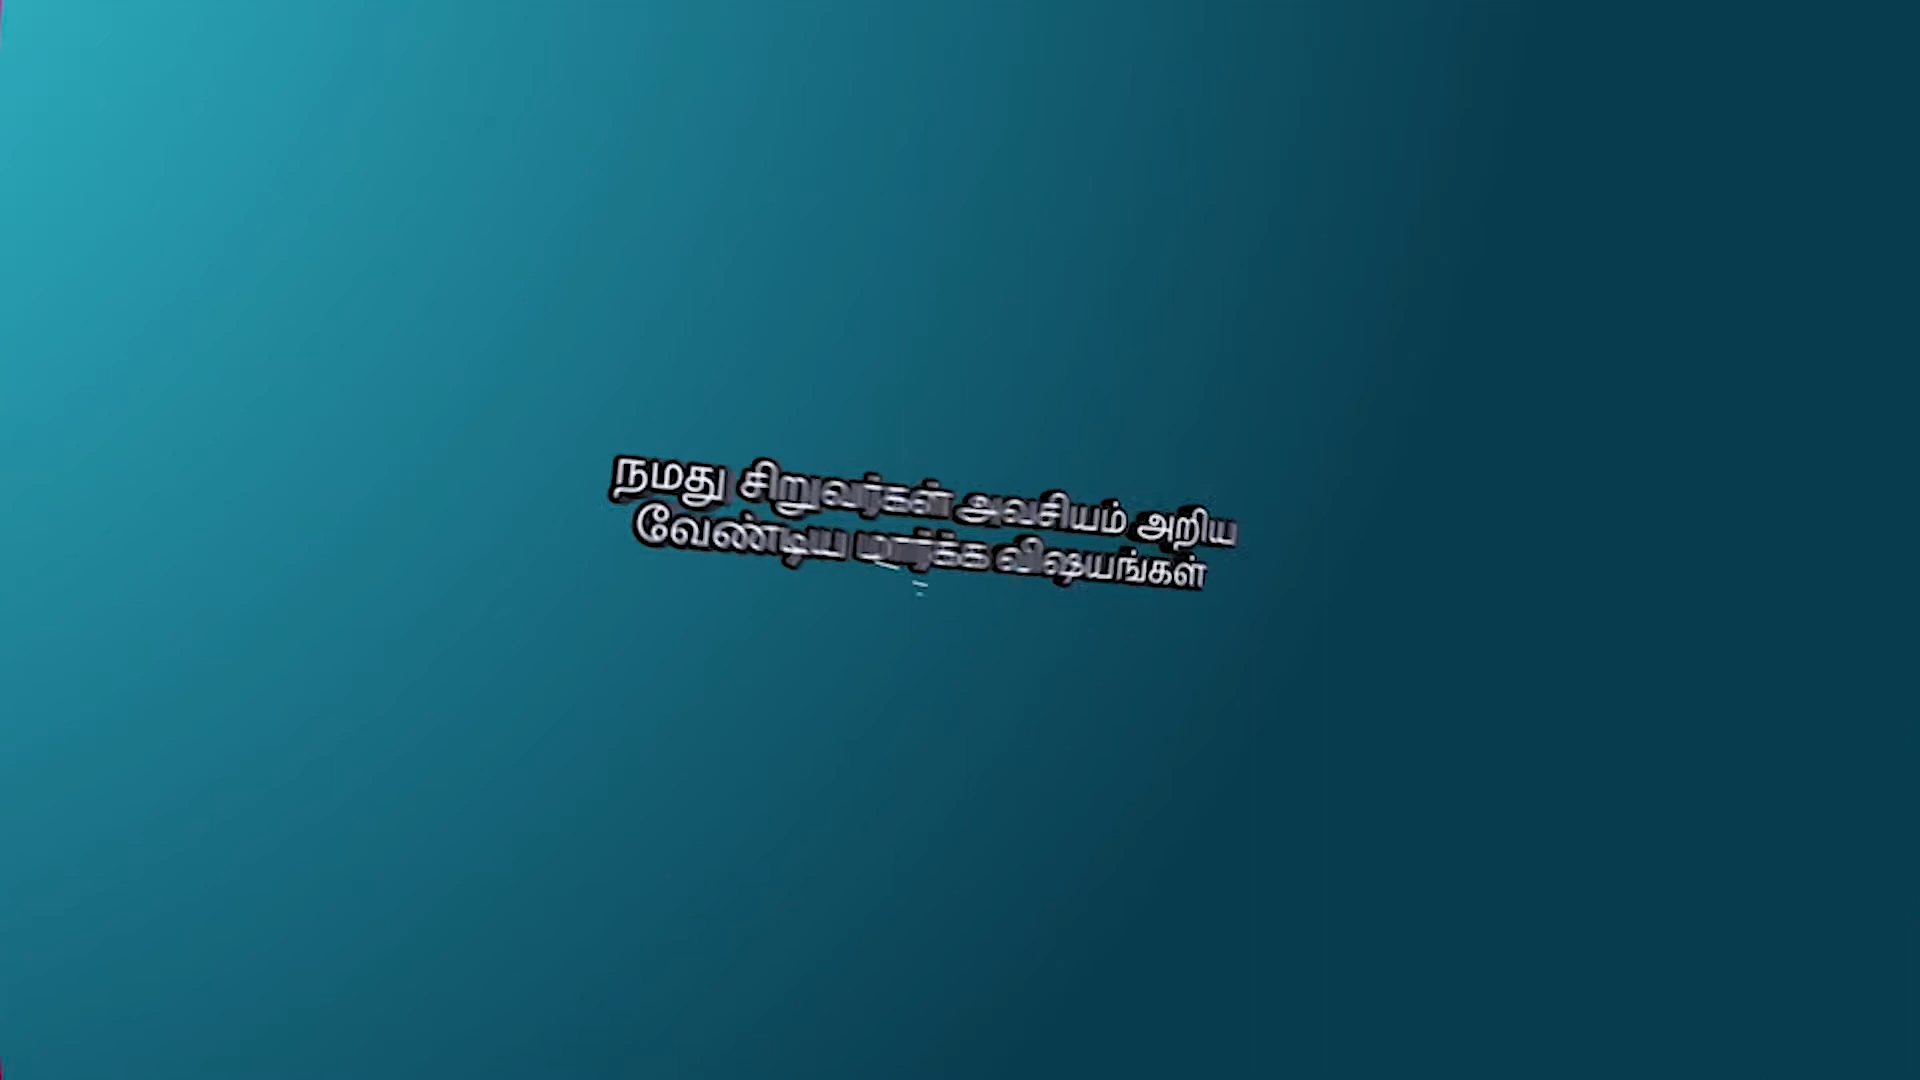 நமது சிறுவர்கள் அவசியம் அறிய
வேண்டிய மார்க்க விஷயங்கள்